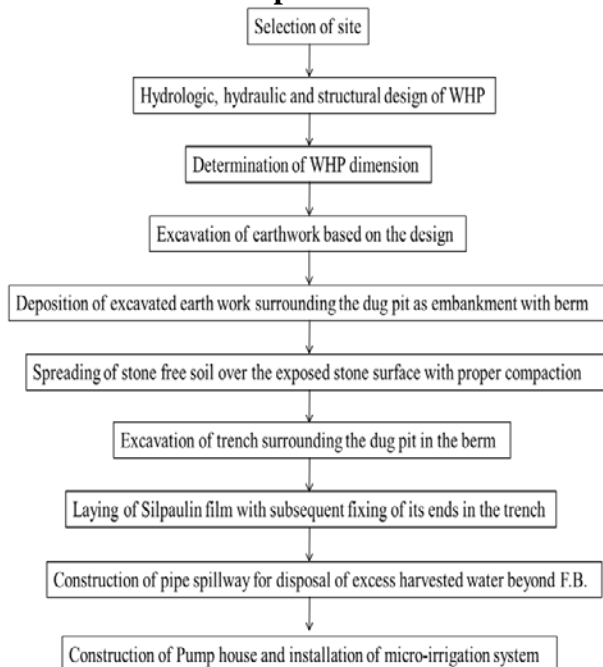 Selection of site
Hydrologic, hydraulic and structural design of WHP
Determination of WHP dimension
Excavation of earthwork based on the design
Deposition of excavated earth work surrounding the dug pit as embankment with berm
Spreading of stone free soil over the exposed stone surface with proper compaction
Excavation of trench surrounding the dug pit in the berm
Laying of Silpaulin film with subsequent fixing of its ends in the trench
Construction of pipe spillway for disposal of excess harvested water beyond F.B.
Construction of Pump house and installation of micro-irrigation system